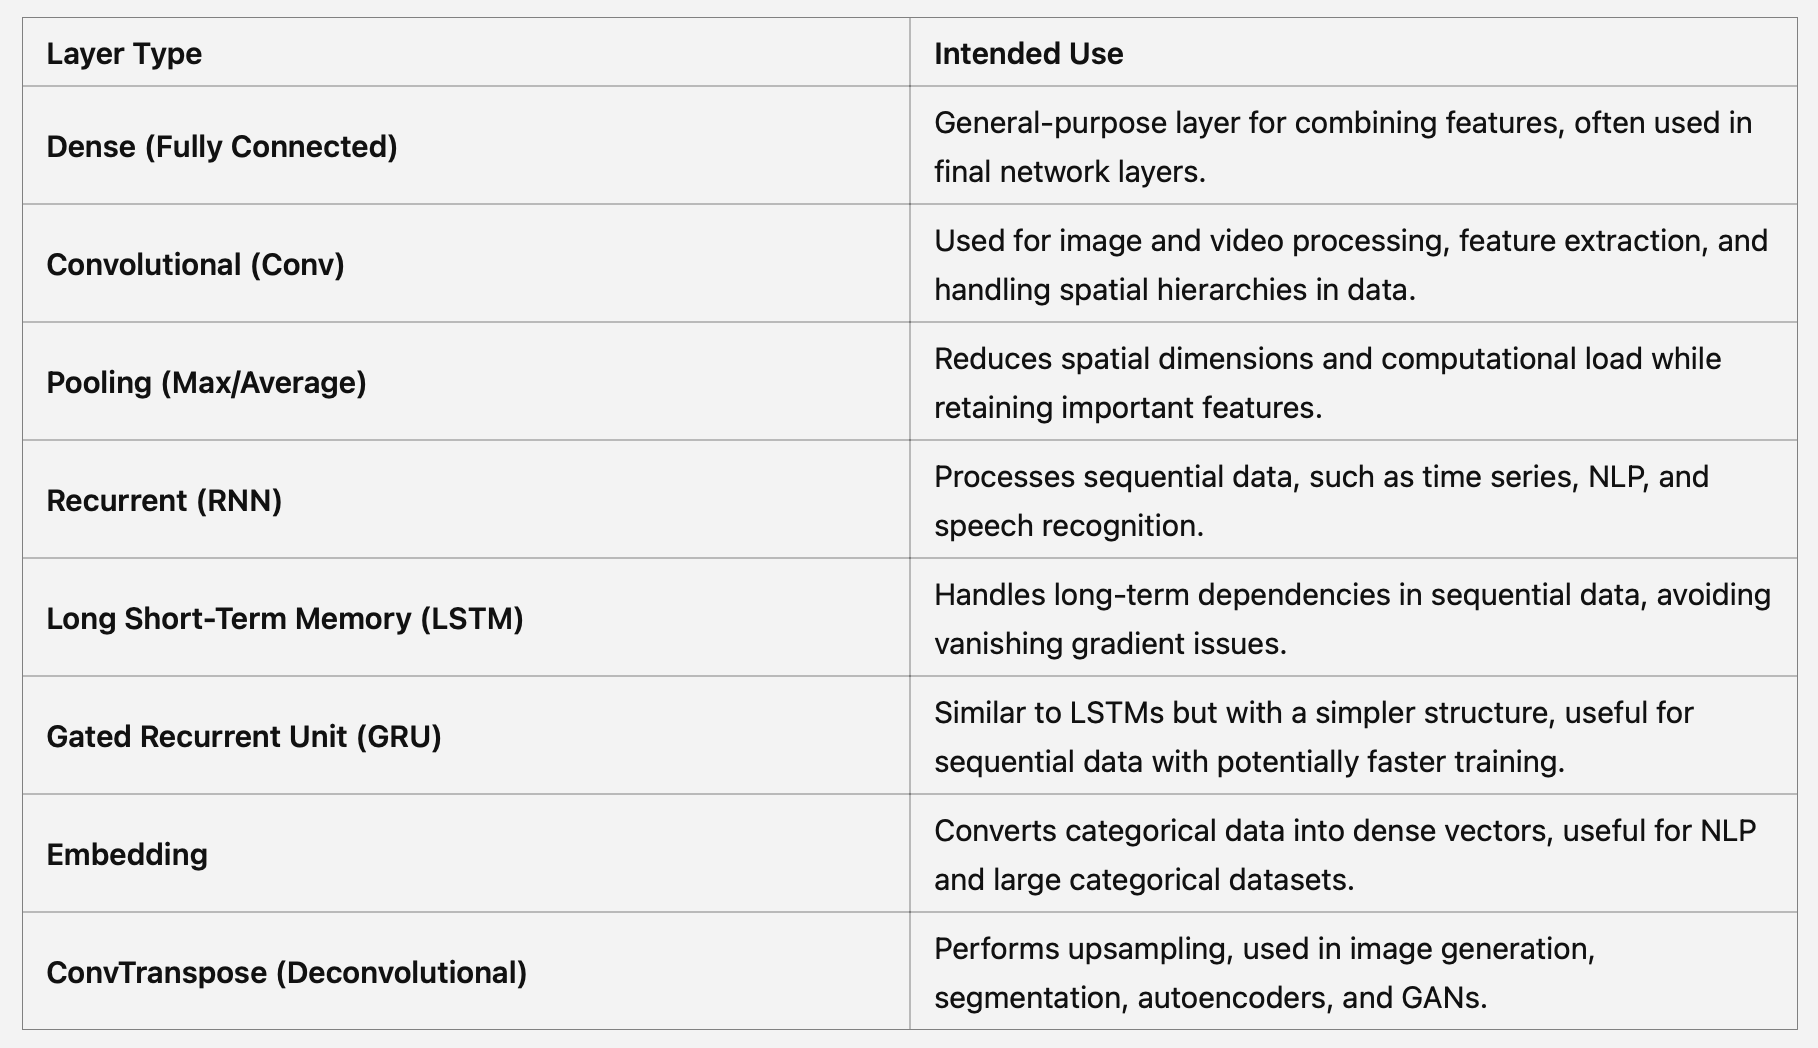 Layer Type
Intended Use
Dense (Fully Connected)
General-purpose layer for combining features, often used in
final network layers.
Convolutional (Conv)
Used for image and video processing, feature extraction, and
handling spatial hierarchies in data.
Pooling (Max/Average)
Reduces spatial dimensions and computational load while
retaining important features.
Recurrent (RNN)
Processes sequential data, such as time series, NLP, and
speech recognition.
Long Short-Term Memory (LSTM)
Handles long-term dependencies in sequential data, avoiding
vanishing gradient issues.
Gated Recurrent Unit (GRU)
Similar to LSTMs but with a simpler structure, useful for
sequential data with potentially faster training.
Embedding
Converts categorical data into dense vectors, useful for NLP
and large categorical datasets.
ConvTranspose (Deconvolutional)
Performs upsampling, used in image generation,
segmentation, autoencoders, and GANs.